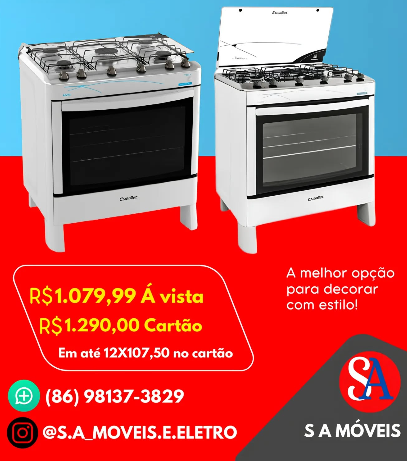 A melhor opção
para decorar
com estilo!
R$1.079,99 Á vista
R$1.290,00 Cartão
Em até 12X107,50 no cartão
(86) 98137-3829
@S.A_MOVEIS.E.ELETRO
SA
S A MÓVEIS